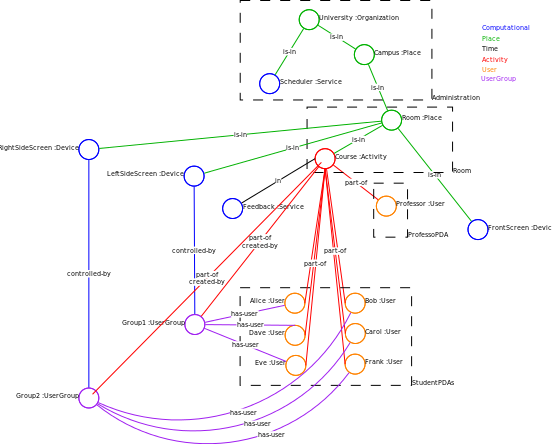 University :Organization
Computational
Place
Time
Activity
User
UserGroup
is-in
is-in
Campus :Place
Scheduler :Service
is-in
Administration
Room :Place
is-in
is-in
is-in
RightSideScreen :Device
Course :Activity
LeftSideScreen :Device
is-in
Room
in
part-of
Feedback :Service
Professor :User
FrontScreen :Devic
ProfessoPDA
part-of
created-by
controlled-by
part-of
part-of
controlled-by
part-of
created-by
Alice :User
Bob :User
has-user
Group1 :UserGroup
has-user
Dave :User
Carol :User
has-user
Eve :User
Frank :User
StudentPDAs
Group2 :UserGroup
has-user
has-user
has-user